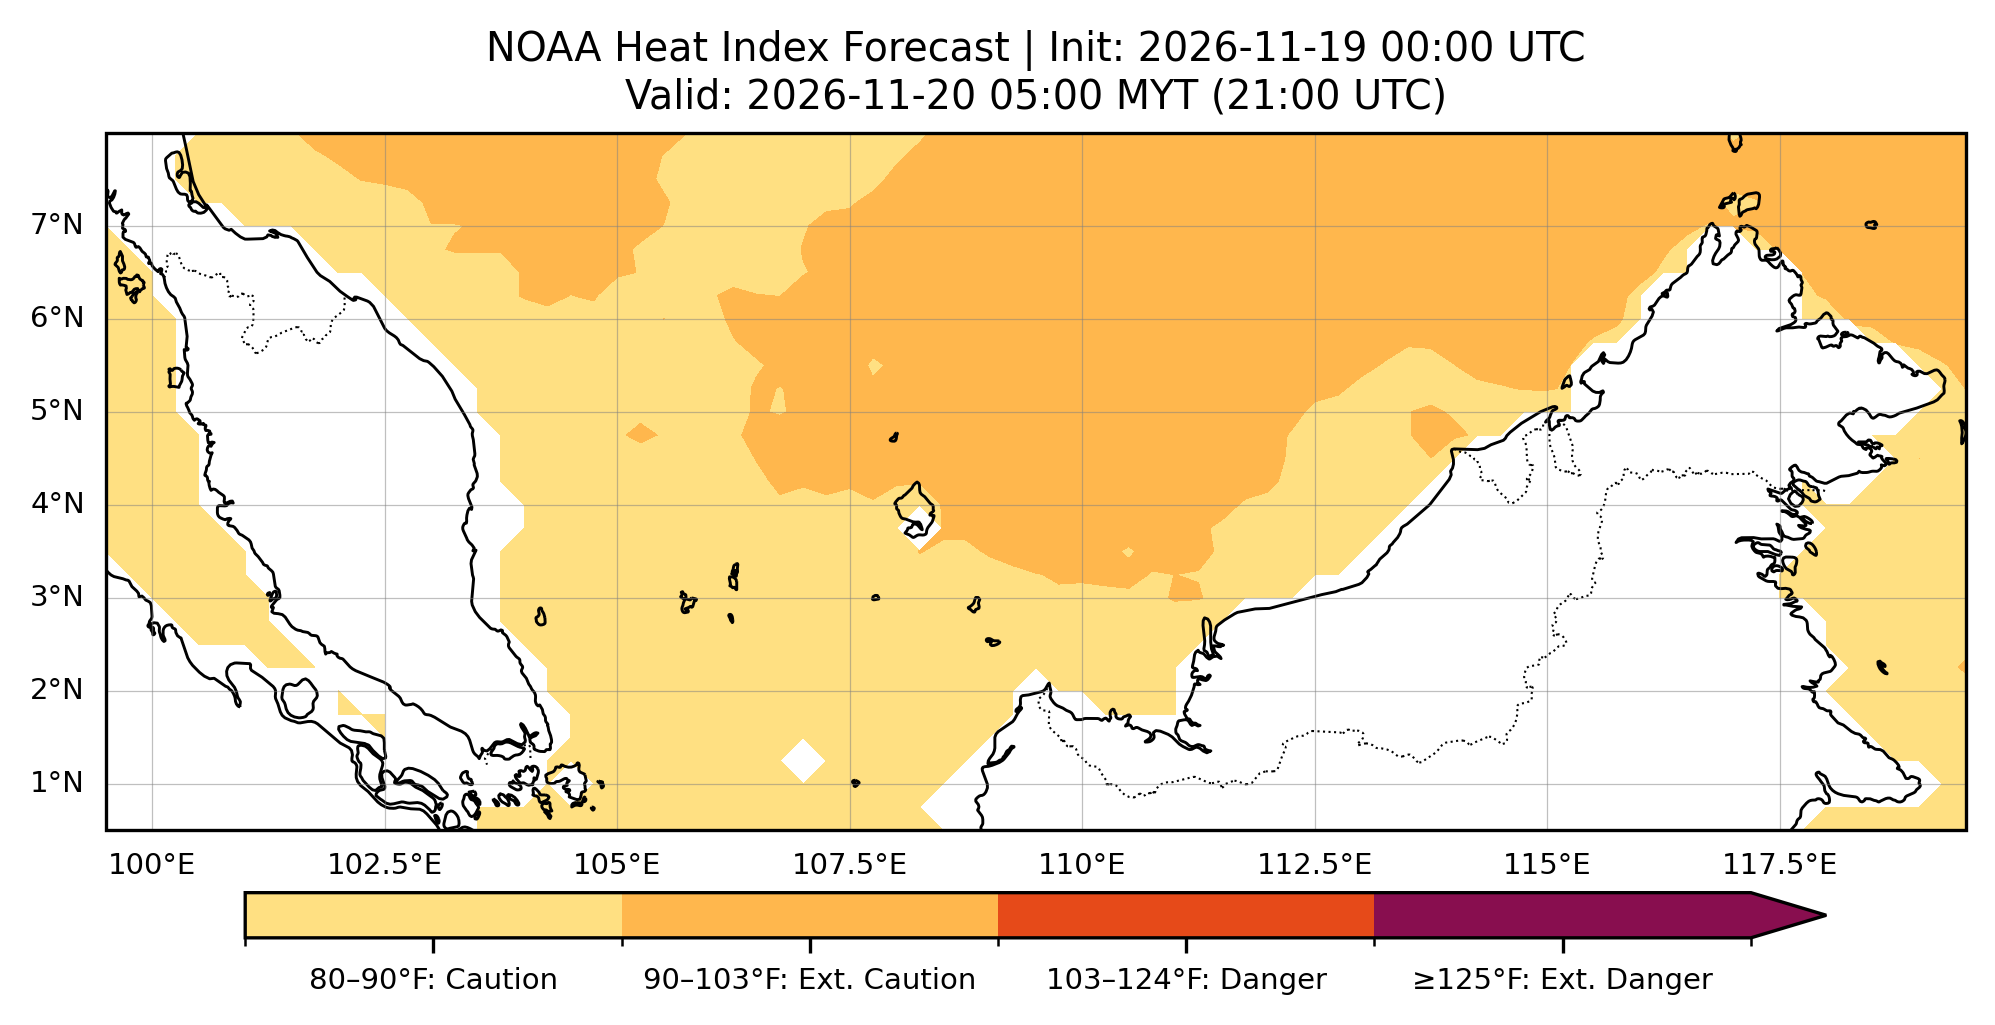 NOAA Heat Index Forecast | Init: 2026-11-19 00:00 UTC
Valid: 2026-11-20 05:00 MYT (21:00 UTC)
7°N
6°N
5°N
4°N
3°N
2°N
1°N
100°E 102.5°E 105°E 107.5°E 110°E 112.5°E 115°E 117.5°E
80–90°F: Caution 90–103°F: Ext. Caution 103–124°F: Danger ≥125°F: Ext. Danger